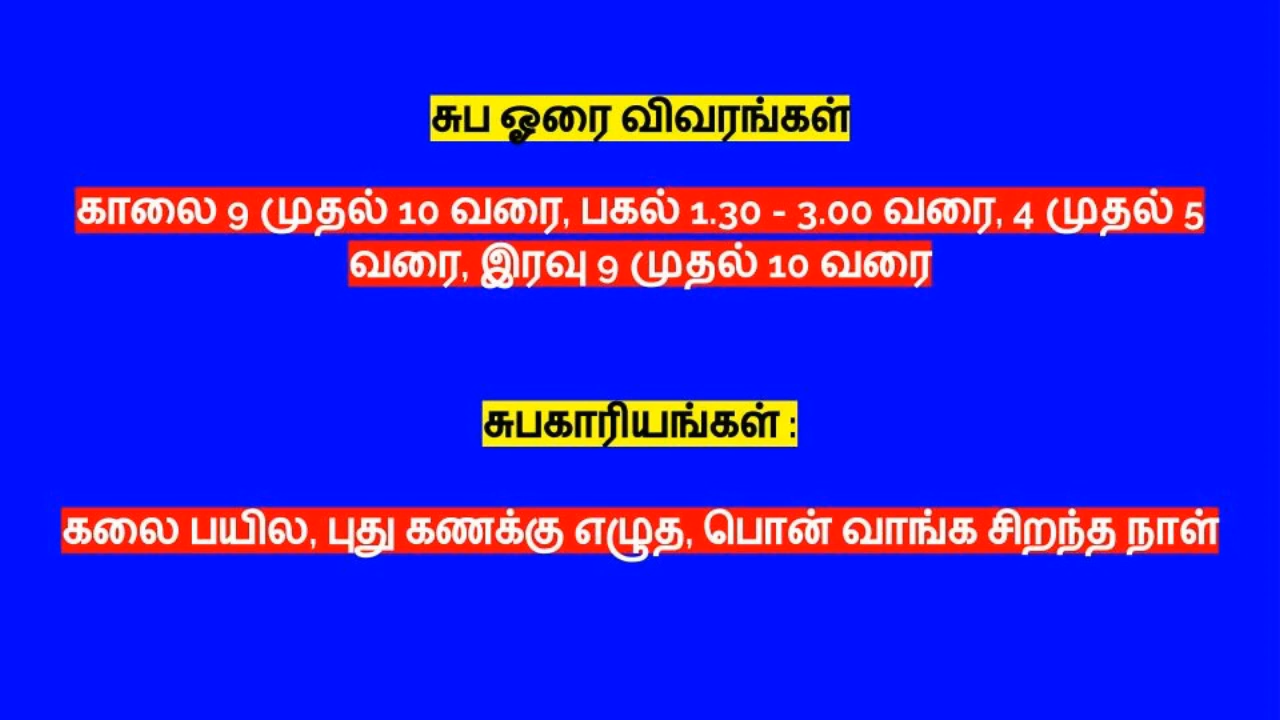 சுப ஓரை விவரங்கள்
காலை 9 முதல் 10 வரை, பகல் 1.30 - 3.00 வரை, 4 முதல் 5
வரை, இரவு 9 முதல் 10 வரை
சுபகாரியங்கள் :
கலை பயில, புது கணக்கு எழுத, பொன் வாங்க சிறந்த நாள்